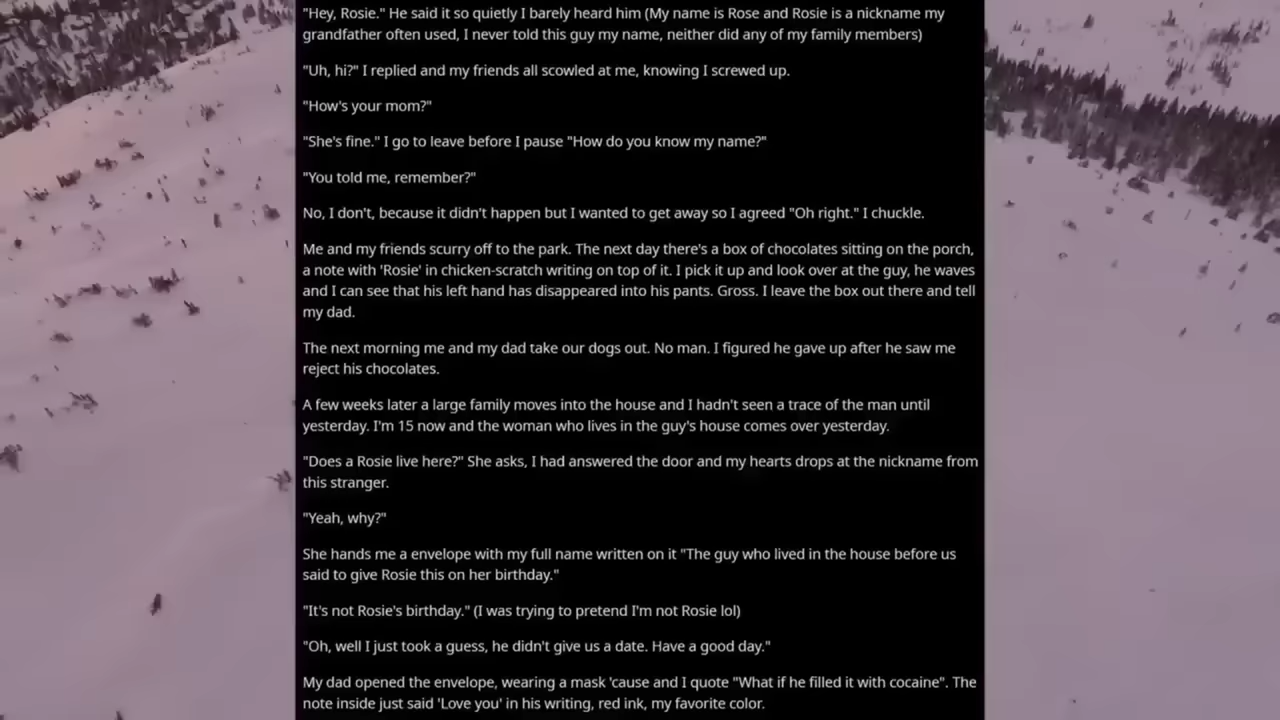 "Hey, Rosie." He said it so quietly I barely heard him (My name is Rose and Rosie is a nickname my
grandfather often used, I never told this guy my name, neither did any of my family members)
"Uh, hi?" I replied and my friends all scowled at me, knowing I screwed up.
"How's your mom?"
"She's fine." I go to leave before I pause "How do you know my name?"
"You told me, remember?"
No, I don't, because it didn't happen but I wanted to get away so I agreed "Oh right." I chuckle.
Me and my friends scurry off to the park. The next day there's a box of chocolates sitting on the porch,
a note with 'Rosie' in chicken-scratch writing on top of it. I pick it up and look over at the guy, he waves
and I can see that his left hand has disappeared into his pants. Gross. I leave the box out there and tell
my dad.
The next morning me and my dad take our dogs out. No man. I figured he gave up after he saw me
reject his chocolates.
A few weeks later a large family moves into the house and I hadn't seen a trace of the man until
yesterday. I'm 15 now and the woman who lives in the guy's house comes over yesterday.
"Does a Rosie live here?" She asks, I had answered the door and my hearts drops at the nickname from
this stranger.
"Yeah, why?"
She hands me a envelope with my full name written on it "The guy who lived in the house before us
said to give Rosie this on her birthday."
"It's not Rosie's birthday." (I was trying to pretend I'm not Rosie lol)
"Oh, well I just took a guess, he didn't give us a date. Have a good day."
My dad opened the envelope, wearing a mask 'cause and I quote "What if he filled it with cocaine". The
note inside just said 'Love you' in his writing, red ink, my favorite color.